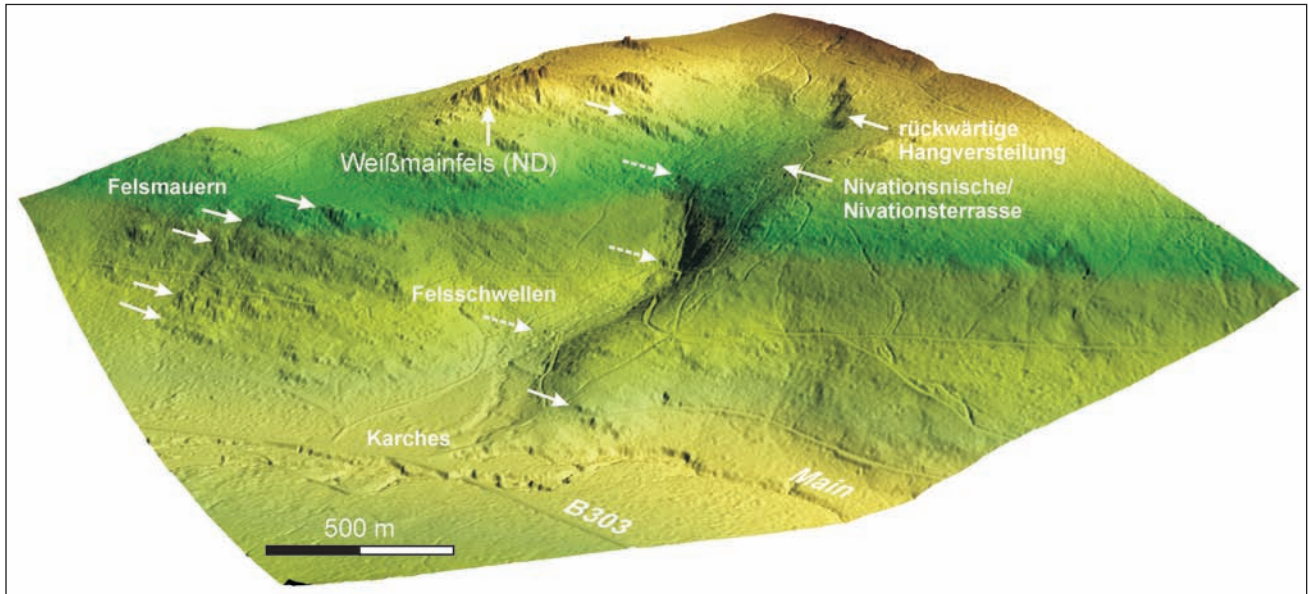 rückwärtige
Hangversteilung
Weißmainfels (ND)
Felsmauern
Nivationsnische/
Nivationsterrasse
Felsschwellen
Karches
Main
B303
500 m